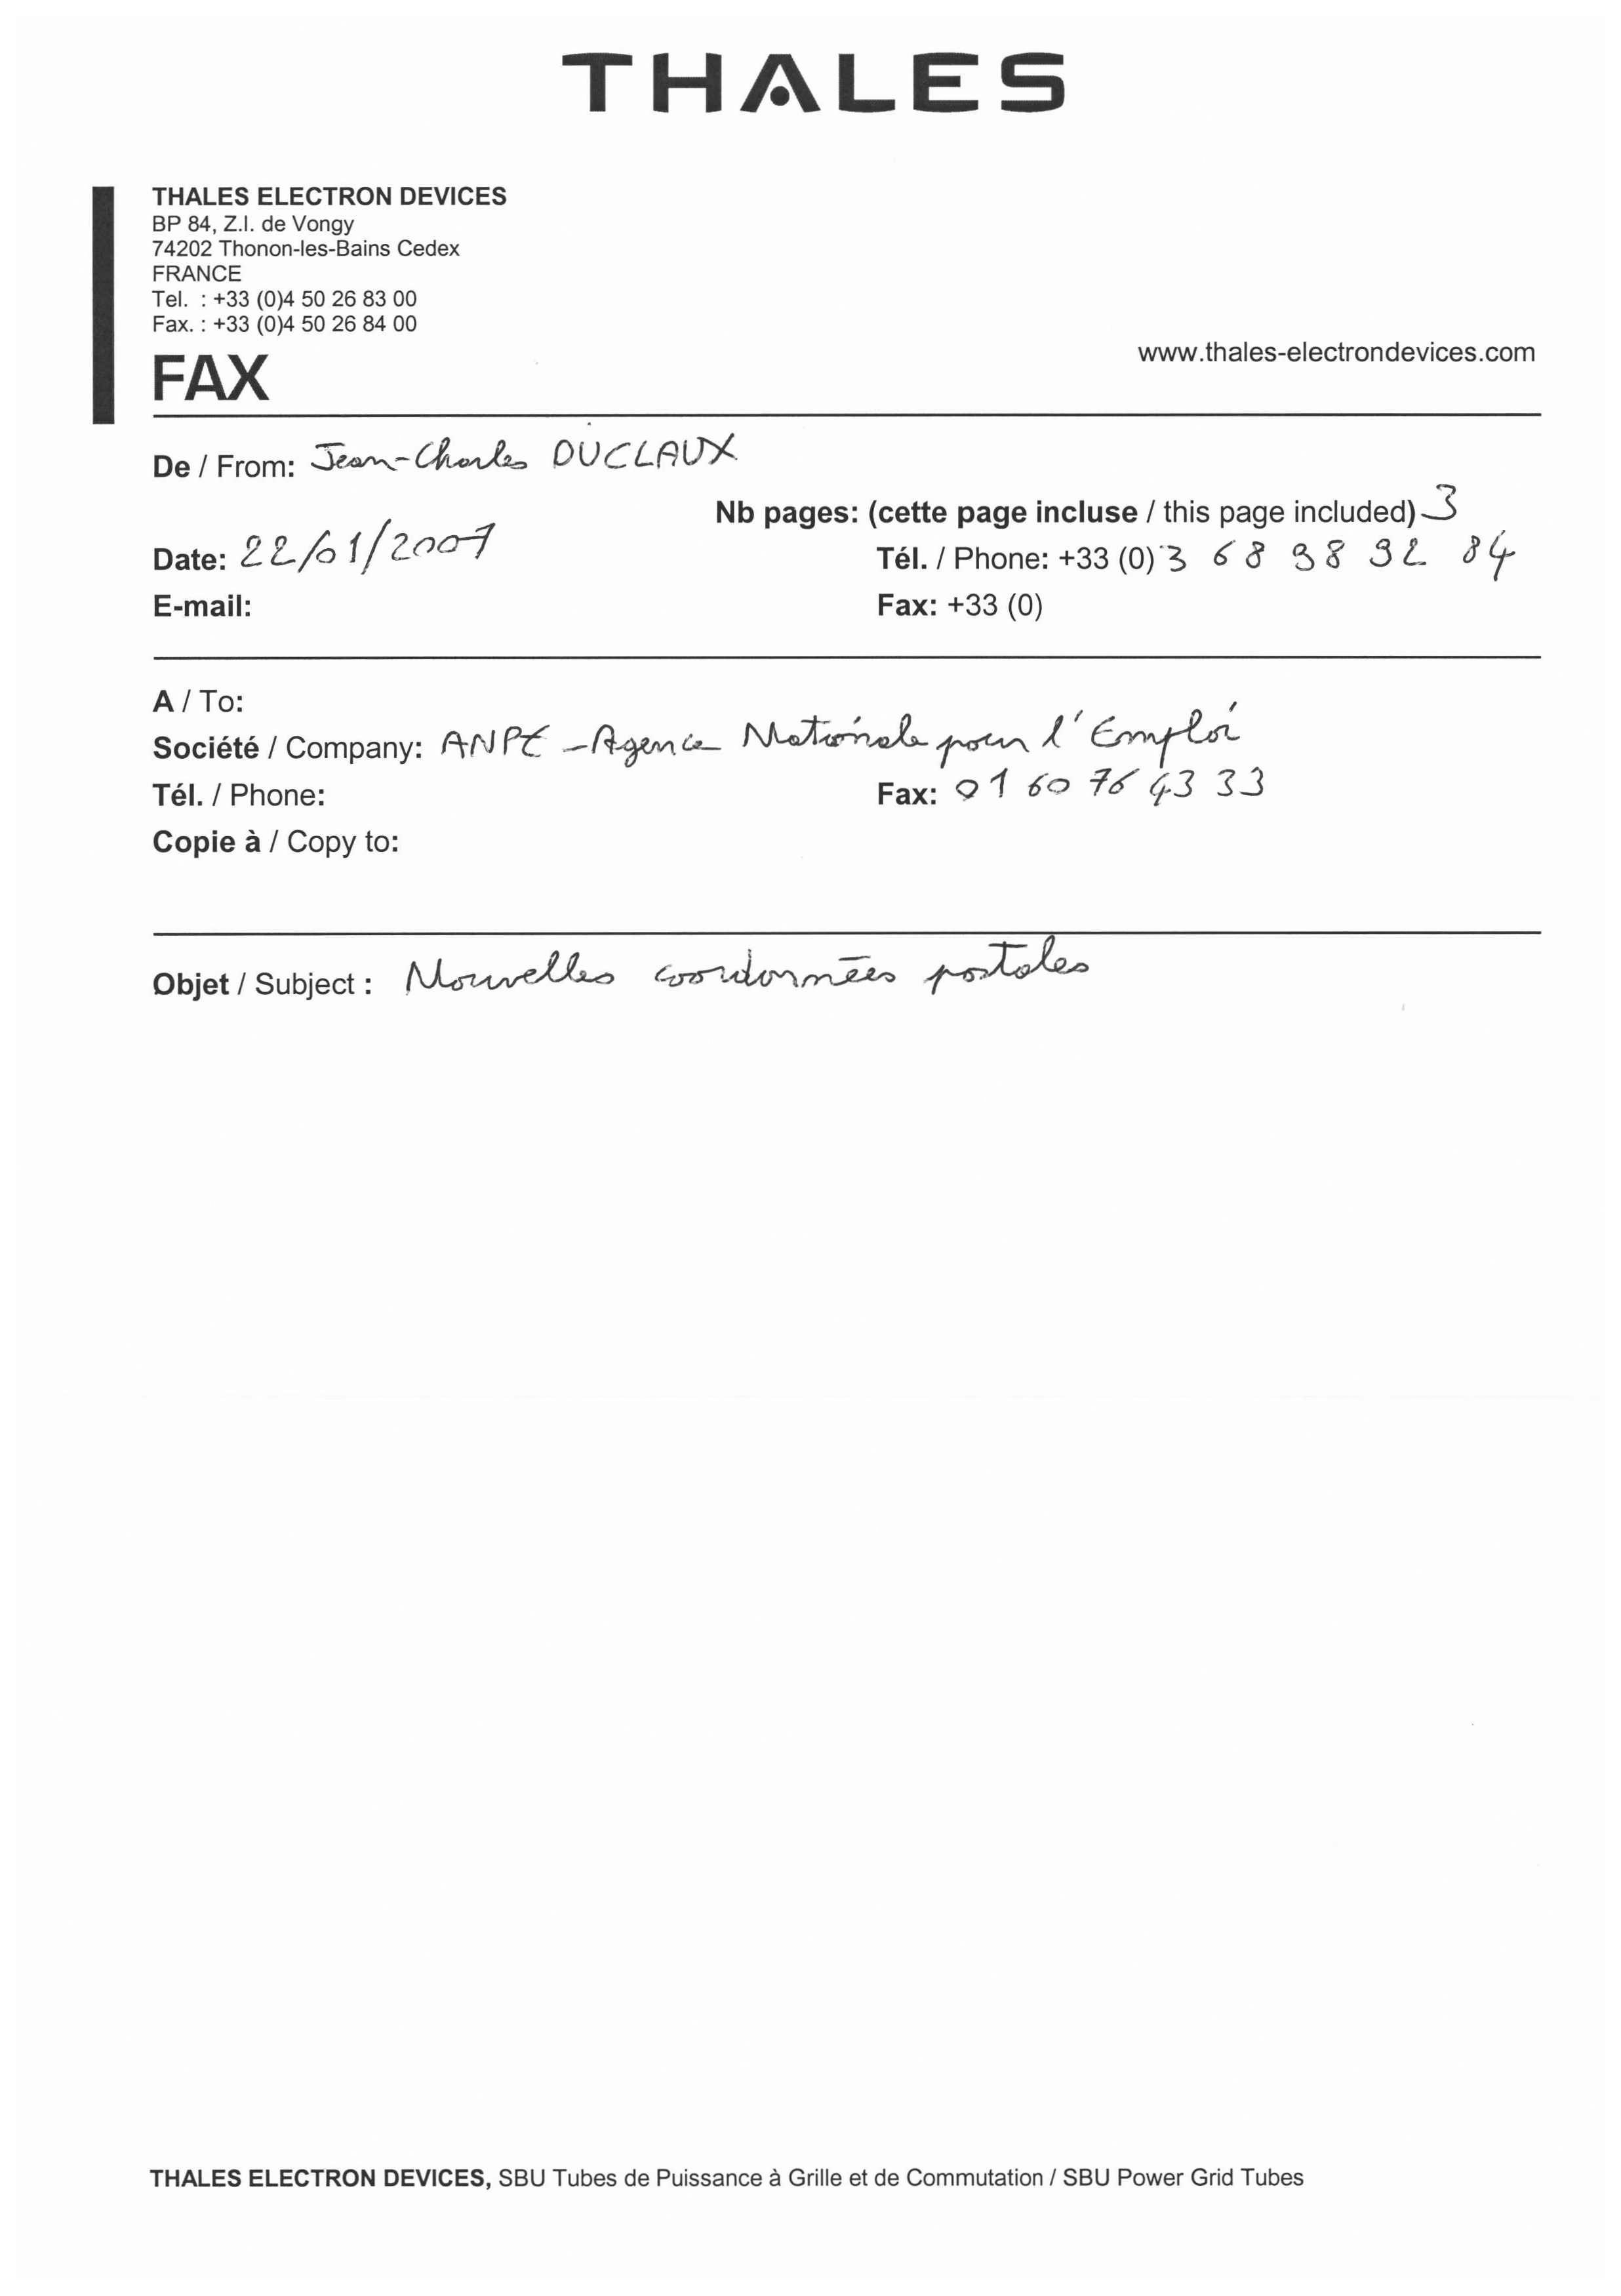 THALES
THALES ELECTRON DEVICES
BP 84, Z.I. de Vongy
74202 Thonon-les-Bains Cedex
FRANCE
Tel. : +33 (0)4 50 26 83 00
Fax. : +33 (0)4 50 26 84 00
www.thales-electrondevices.com
FAX
De / From: Jean-Charles DUCLAUX
Nb pages: (cette page incluse / this page included) 3
Date: 22/01/2007
Tél. / Phone: +33 (0) 3 68 98 92 84
E-mail:
Fax: +33 (0)
A / To:
Société / Company: ANPE - Agence Nationale pour l'Emploi
Tél. / Phone:
Fax: 01 60 76 43 33
Copie à / Copy to:
Objet / Subject : Nouvelles coordonnées postales
THALES ELECTRON DEVICES, SBU Tubes de Puissance à Grille et de Commutation / SBU Power Grid Tubes